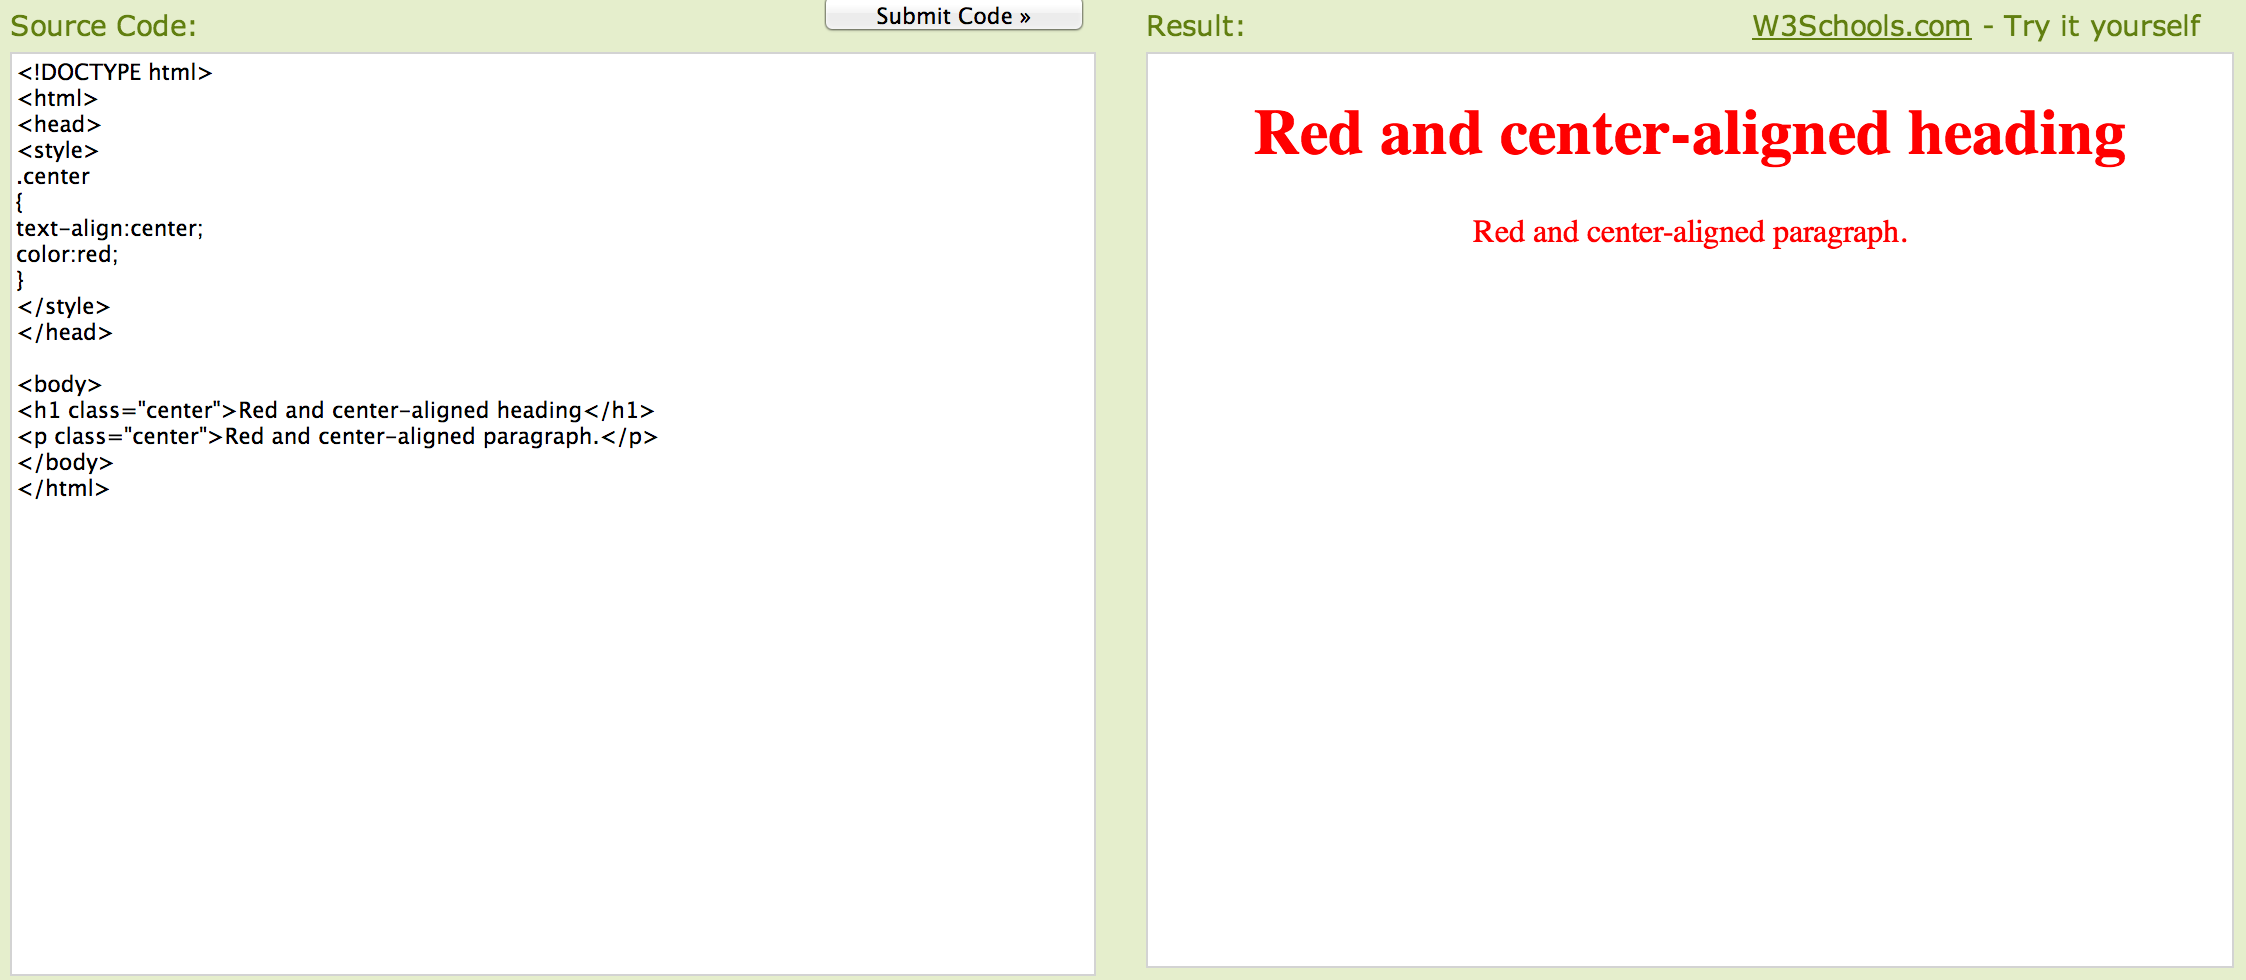 Source Code:
Submit Code »
<!DOCTYPE html>
<html>
<head>
<style>
.center
{
text-align:center;
color:red;
}
</style>
</head>

<body>
<h1 class="center">Red and center-aligned heading</h1>
<p class="center">Red and center-aligned paragraph.</p>
</body>
</html>
Result:
W3Schools.com - Try it yourself
Red and center-aligned heading
Red and center-aligned paragraph.